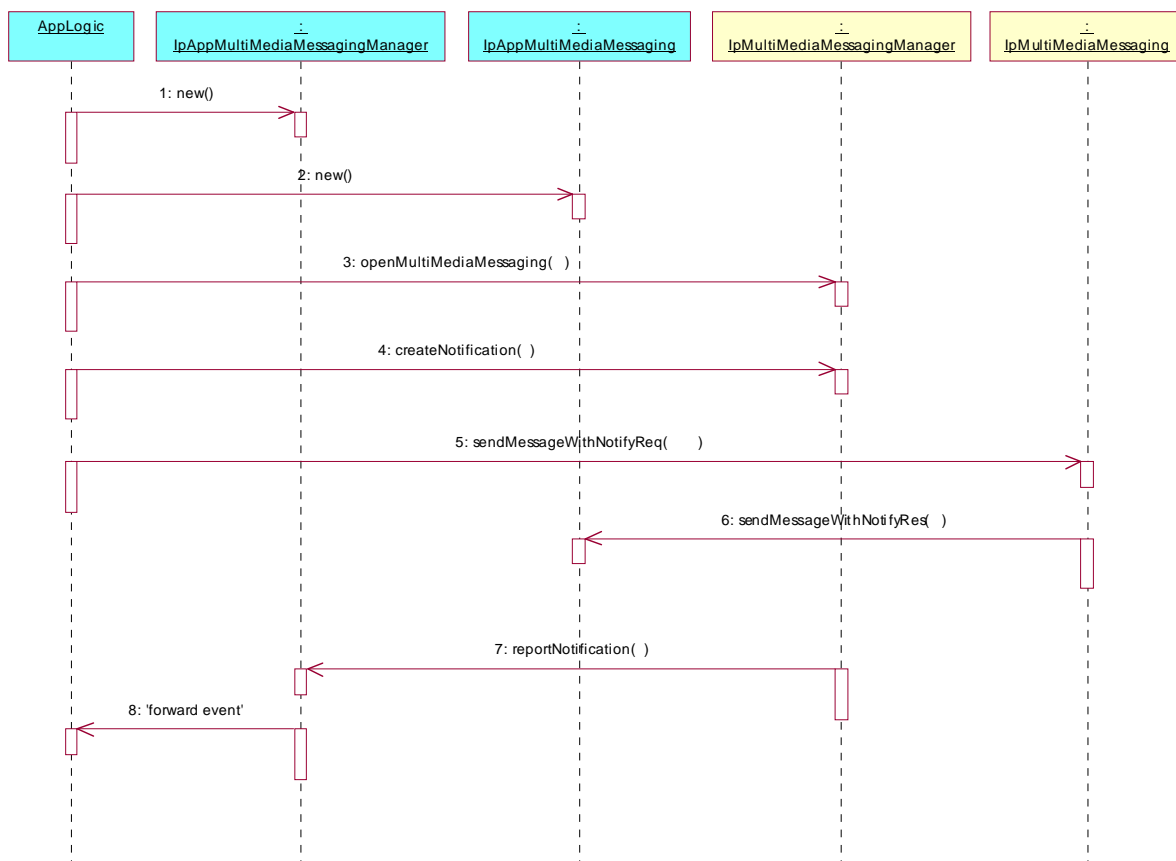 AppLogic
:
IpAppMultiMediaMessagingManager
:
IpAppMultiMediaMessaging
:
IpMultiMediaMessagingManager
:
IpMultiMediaMessaging
1: new()
2: new()
3: openMultiMediaMessaging(  )
4: createNotification(  )
5: sendMessageWithNotifyReq(    )
6: sendMessageWithNotifyRes(  )
7: reportNotification(  )
8: 'forward event'